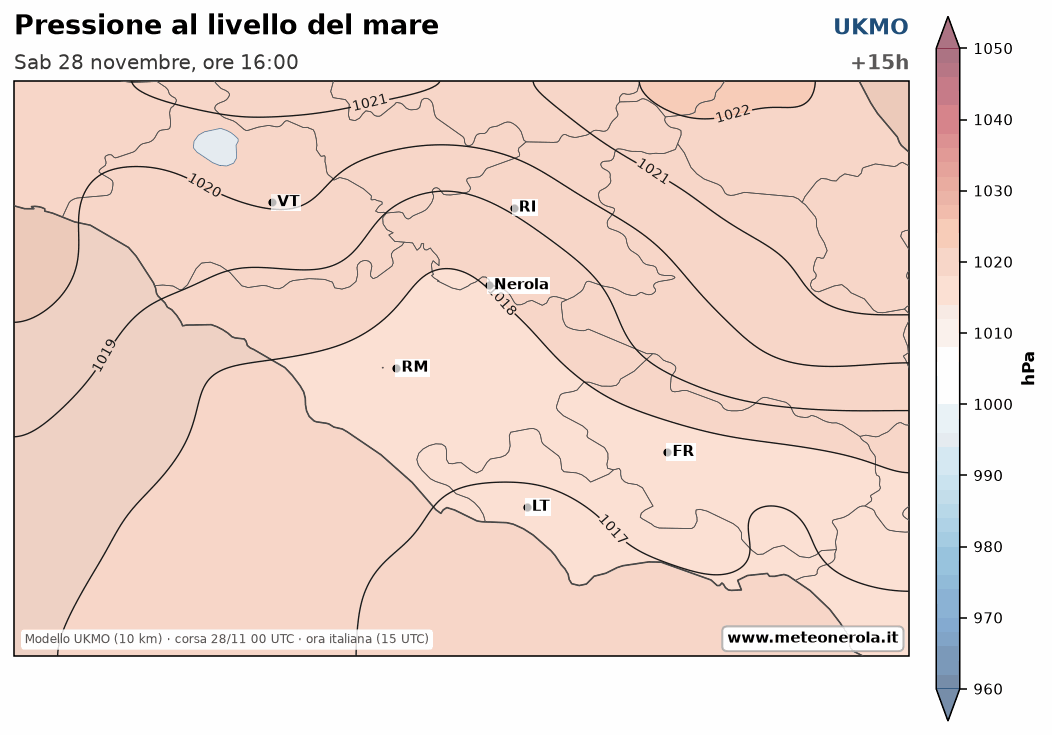 Pressione al livello del mare
UKMO
Sab 28 novembre, ore 16:00
+15h
1021
1022
1021
1020
VT
RI
Nerola
1018
1019
RM
FR
LT
1017
Modello UKMO (10 km) · corsa 28/11 00 UTC · ora italiana (15 UTC)
www.meteonerola.it
1050
1040
1030
1020
1010
1000
990
980
970
960
hPa